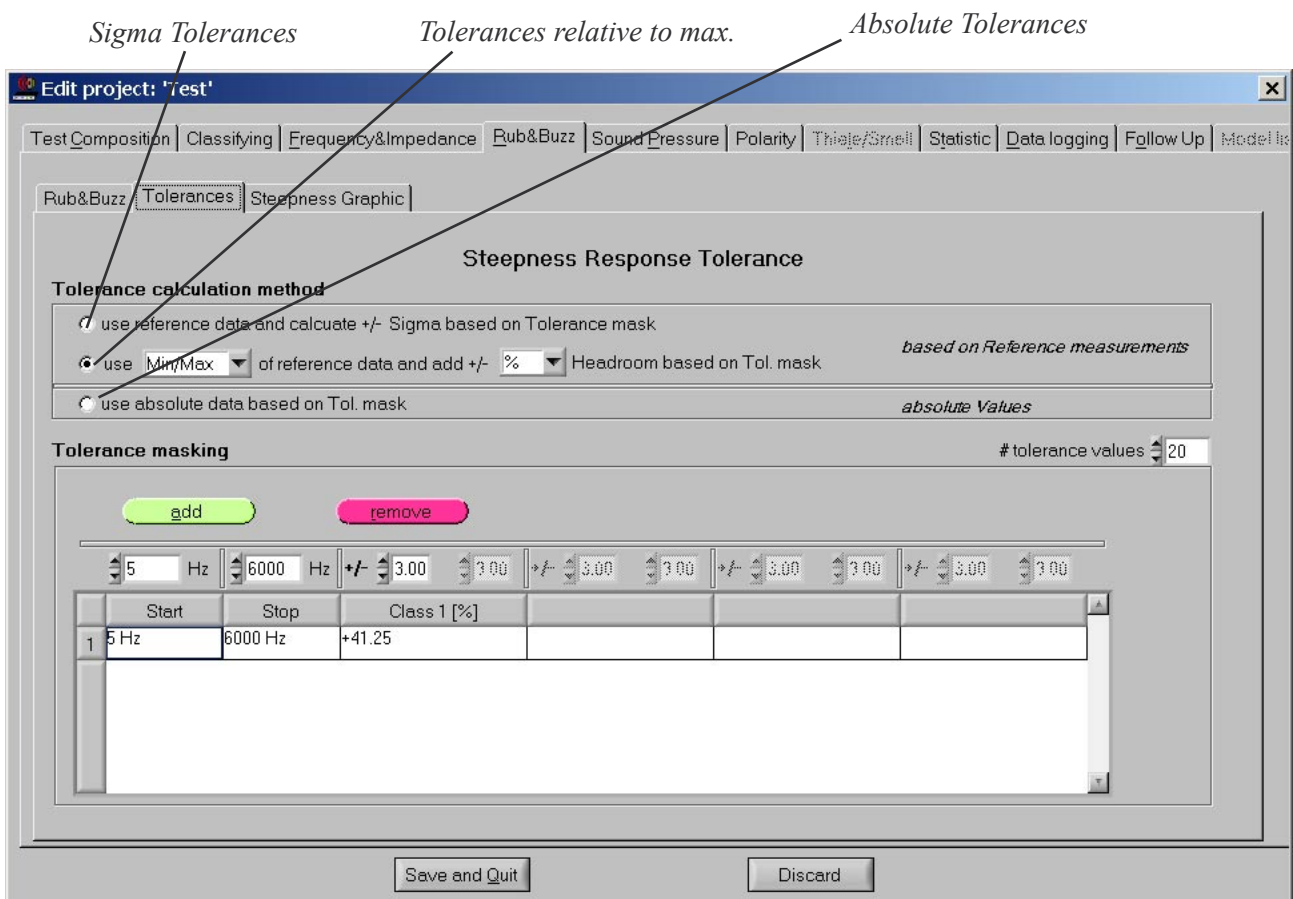 Sigma Tolerances Tolerances relative to max. Absolute Tolerances
Edit project: 'Test'
Test Composition Classifying Frequency&Impedance Rub&Buzz Sound Pressure Polarity Thiele/Small Statistic Data logging Follow Up
Rub&Buzz Tolerances Steepness Graphic
Steepness Response Tolerance
Tolerance calculation method
use reference data and calcuate +/- Sigma based on Tolerance mask
use Min/Max of reference data and add +/- % Headroom based on Tol. mask
based on Reference measurements
use absolute data based on Tol. mask
absolute Values
Tolerance masking
# tolerance values 20
add remove
5 Hz 6000 Hz +/- 3.00 3.00 +/- 3.00 3.00 +/- 3.00 3.00 +/- 3.00 3.00
Start Stop Class 1 [%]
1 5 Hz 6000 Hz +41.25
Save and Quit Discard